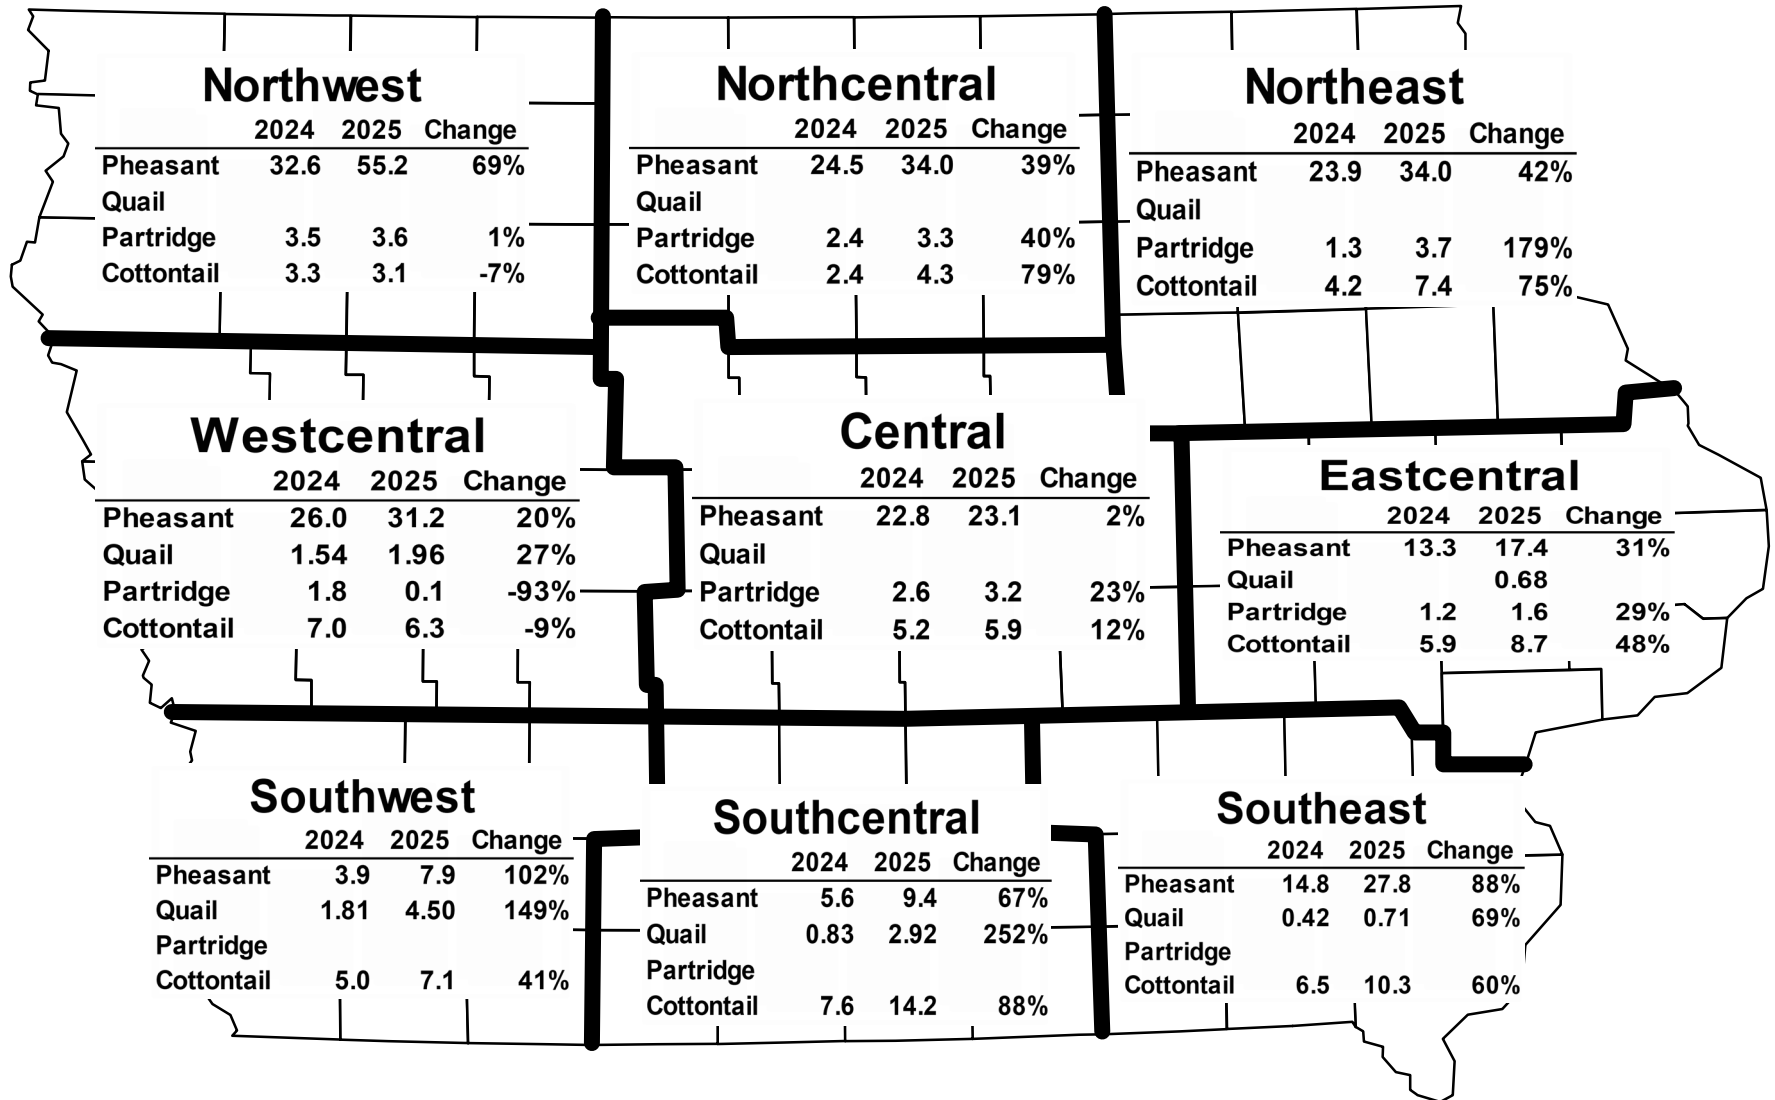 Northwest
2024 2025 Change
Pheasant 32.6 55.2 69%
Quail
Partridge 3.5 3.6 1%
Cottontail 3.3 3.1 -7%
Northcentral
2024 2025 Change
Pheasant 24.5 34.0 39%
Quail
Partridge 2.4 3.3 40%
Cottontail 2.4 4.3 79%
Northeast
2024 2025 Change
Pheasant 23.9 34.0 42%
Quail
Partridge 1.3 3.7 179%
Cottontail 4.2 7.4 75%
Westcentral
2024 2025 Change
Pheasant 26.0 31.2 20%
Quail 1.54 1.96 27%
Partridge 1.8 0.1 -93%
Cottontail 7.0 6.3 -9%
Central
2024 2025 Change
Pheasant 22.8 23.1 2%
Quail
Partridge 2.6 3.2 23%
Cottontail 5.2 5.9 12%
Eastcentral
2024 2025 Change
Pheasant 13.3 17.4 31%
Quail 0.68
Partridge 1.2 1.6 29%
Cottontail 5.9 8.7 48%
Southwest
2024 2025 Change
Pheasant 3.9 7.9 102%
Quail 1.81 4.50 149%
Partridge
Cottontail 5.0 7.1 41%
Southcentral
2024 2025 Change
Pheasant 5.6 9.4 67%
Quail 0.83 2.92 252%
Partridge
Cottontail 7.6 14.2 88%
Southeast
2024 2025 Change
Pheasant 14.8 27.8 88%
Quail 0.42 0.71 69%
Partridge
Cottontail 6.5 10.3 60%